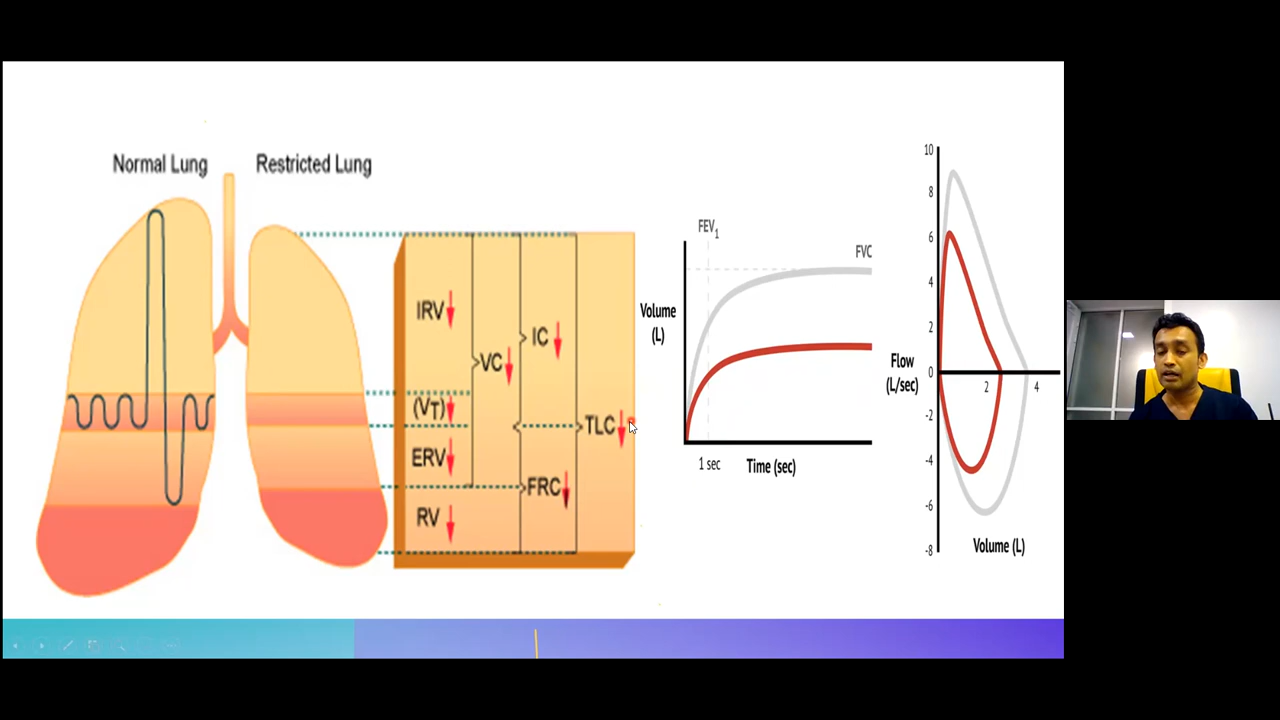 Normal Lung
Restricted Lung
IRV
IC
VC
(VT)
TLC
ERV
FRC
RV
FEV1
FVC
Volume
(L)
1 sec
Time (sec)
10
8
6
4
2
0
-2
-4
-6
-8
2
4
Flow
(L/sec)
Volume (L)